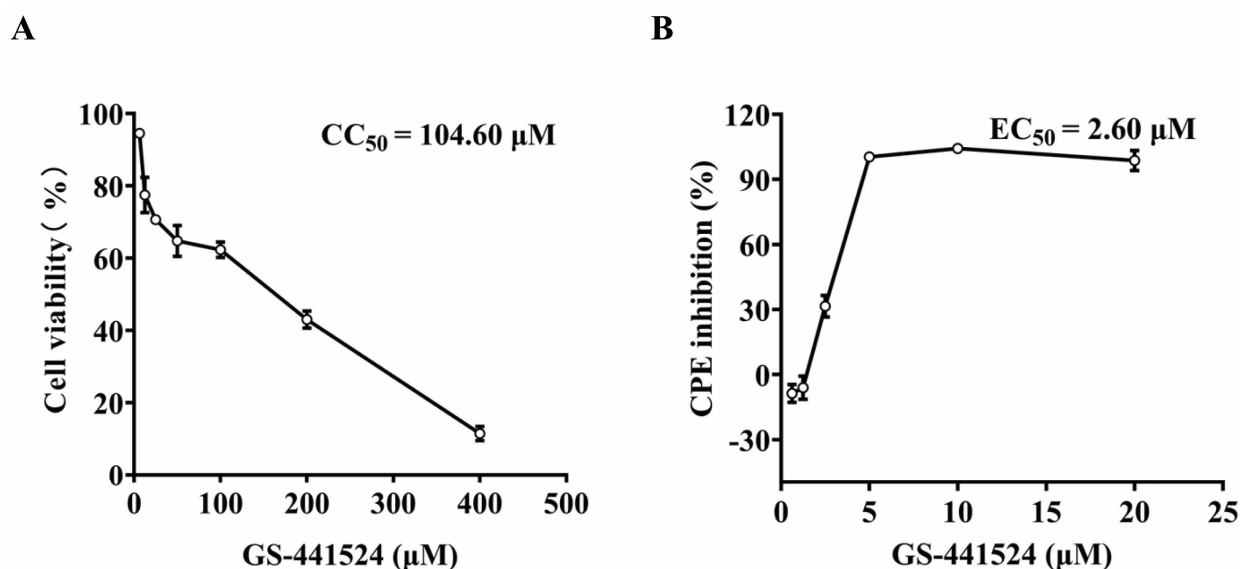 A
B
CC₅₀ = 104.60 μM
Cell viability（ %）
100
80
60
40
20
0
0 100 200 300 400 500
GS-441524 (μM)
EC₅₀ = 2.60 μM
CPE inhibition (%)
120
90
60
30
0
-30
0 5 10 15 20 25
GS-441524 (μM)